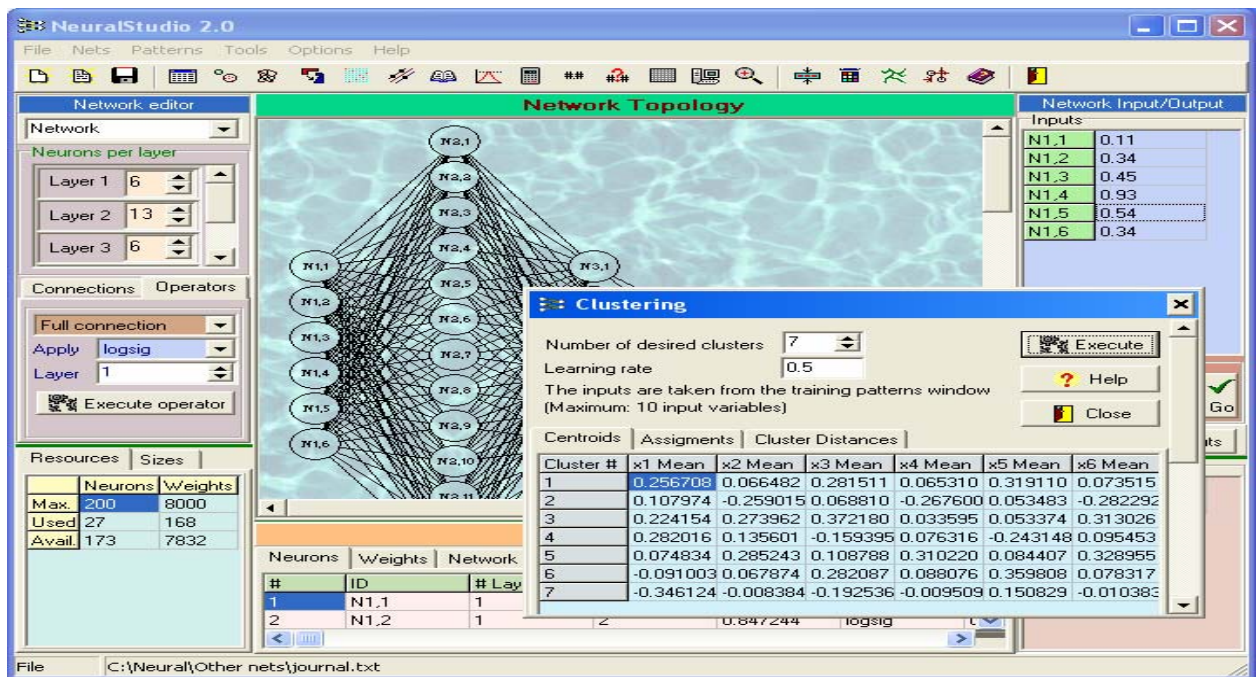 NeuralStudio 2.0
File Nets Patterns Tools Options Help
Network editor
Network
Neurons per layer
Layer 1 6
Layer 2 13
Layer 3 6
Connections Operators
Full connection
Apply logsig
Layer 1
Execute operator
Resources Sizes
Neurons Weights
Max. 200 8000
Used 27 168
Avail. 173 7832
Network Topology
N2,1
N2,2
N2,3
N2,4
N1,1 N3,1
N2,5
N1,2
N2,6
N1,3
N2,7
N1,4
N2,8
N1,5
N2,9
N1,6
N2,10
N2,11
Neurons Weights Network
# ID # Lay
1 N1,1 1
2 N1,2 1 2 0.847244 logsig
Network Input/Output
Inputs
N1,1 0.11
N1,2 0.34
N1,3 0.45
N1,4 0.93
N1,5 0.54
N1,6 0.34
Go
Clustering
Number of desired clusters 7
Execute
Learning rate 0.5
Help
The inputs are taken from the training patterns window
(Maximum: 10 input variables)
Close
Centroids Assigments Cluster Distances
Cluster # x1 Mean x2 Mean x3 Mean x4 Mean x5 Mean x6 Mean
1 0.256708 0.066482 0.281511 0.065310 0.319110 0.073515
2 0.107974 -0.259015 0.068810 -0.267600 0.053483 -0.282292
3 0.224154 0.273962 0.372180 0.033595 0.053374 0.313026
4 0.282016 0.135601 -0.159395 0.076316 -0.243148 0.095453
5 0.074834 0.285243 0.108788 0.310220 0.084407 0.328955
6 -0.091003 0.067874 0.282087 0.088076 0.359808 0.078317
7 -0.346124 -0.008384 -0.192536 -0.009509 0.150829 -0.010383
File C:\Neural\Other nets\journal.txt